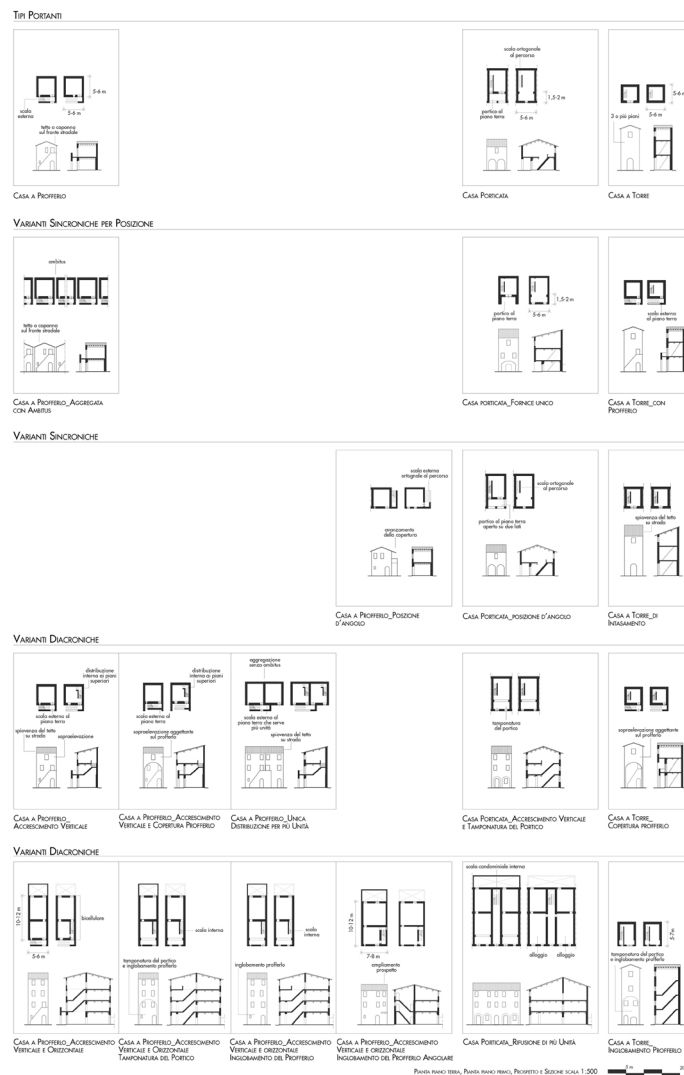 Tipi Portanti
scala
esterna
5-6 m
5-6 m
tetto a capanna
sul fronte stradale
Casa a Profferlo
scala ortogonale
al percorso
1,5-2 m
portico al
piano terra
5-6 m
Casa Porticata
5-6 m
5-6 m
3 o più piani
Casa a Torre
Varianti Sincroniche per Posizione
ambitus
tetto a capanna
sul fronte stradale
Casa a Profferlo_Aggregata
con Ambitus
1,5-2 m
portico al
piano terra
5-6 m
Casa porticata_Fornice unico
scala esterna
al piano terra
Casa a Torre_con
Profferlo
Varianti Sincroniche
scala esterna
ortognale al percorso
avanzamento
della copertura
Casa a Profferlo_Poszione
d'angolo
scala ortogonale
al percorso
portico al piano terra
aperto su due lati
Casa Porticata_posizione d'angolo
spiovenza del tetto
su strada
Casa a Torre_di
Intasamento
Varianti Diacroniche
distribuzione
interna ai piani
superiori
scala esterna al
piano terra
spiovenza del tetto
su strada
sopraelevazione
Casa a Profferlo_
Accrescimento Verticale
distribuzione
interna ai piani
superiori
scala esterna al
piano terra
sopraelevazione aggettante
sul profferlo
Casa a Profferlo_Accrescimento
Verticale e Copertura Profferlo
aggregazione
senza ambitus
scala esterna al
piano terra che serve
più unità
spiovenza del tetto
su strada
Casa a Profferlo_Unica
Distribuzione per più Unità
tamponatura
del portico
Casa Porticata_Accrescimento Verticale
e Tamponatura del Portico
sopraelevazione aggettante
sul profferlo
Casa a Torre_
Copertura profferlo
Varianti Diacroniche
10-12 m
bicellulare
5-6 m
Casa a Profferlo_Accrescimento
Verticale e Orizzontale
scala interna
tamponatura del portico
e inglobamento profferlo
Casa a Profferlo_Accrescimento
Verticale e Orizzontale
Tamponatura del Portico
scala
interna
inglobamento profferlo
Casa a Profferlo_Accrescimento
Verticale e orizzontale
Inglobamento del Profferlo
10-12 m
7-8 m
ampliamento
prospetto
Casa a Profferlo_Accrescimento
Verticale e orizzontale
Inglobamento del Profferlo Angolare
scala condominiale interna
alloggio
alloggio
Casa Porticata_Rifusione di più Unità
5-7m
tamponatura del portico
e inglobamento profferlo
Casa a Torre_
Inglobamento Profferlo
Pianta piano terra, Pianta piano primo, Prospetto e Sezione scala 1:500
5 m